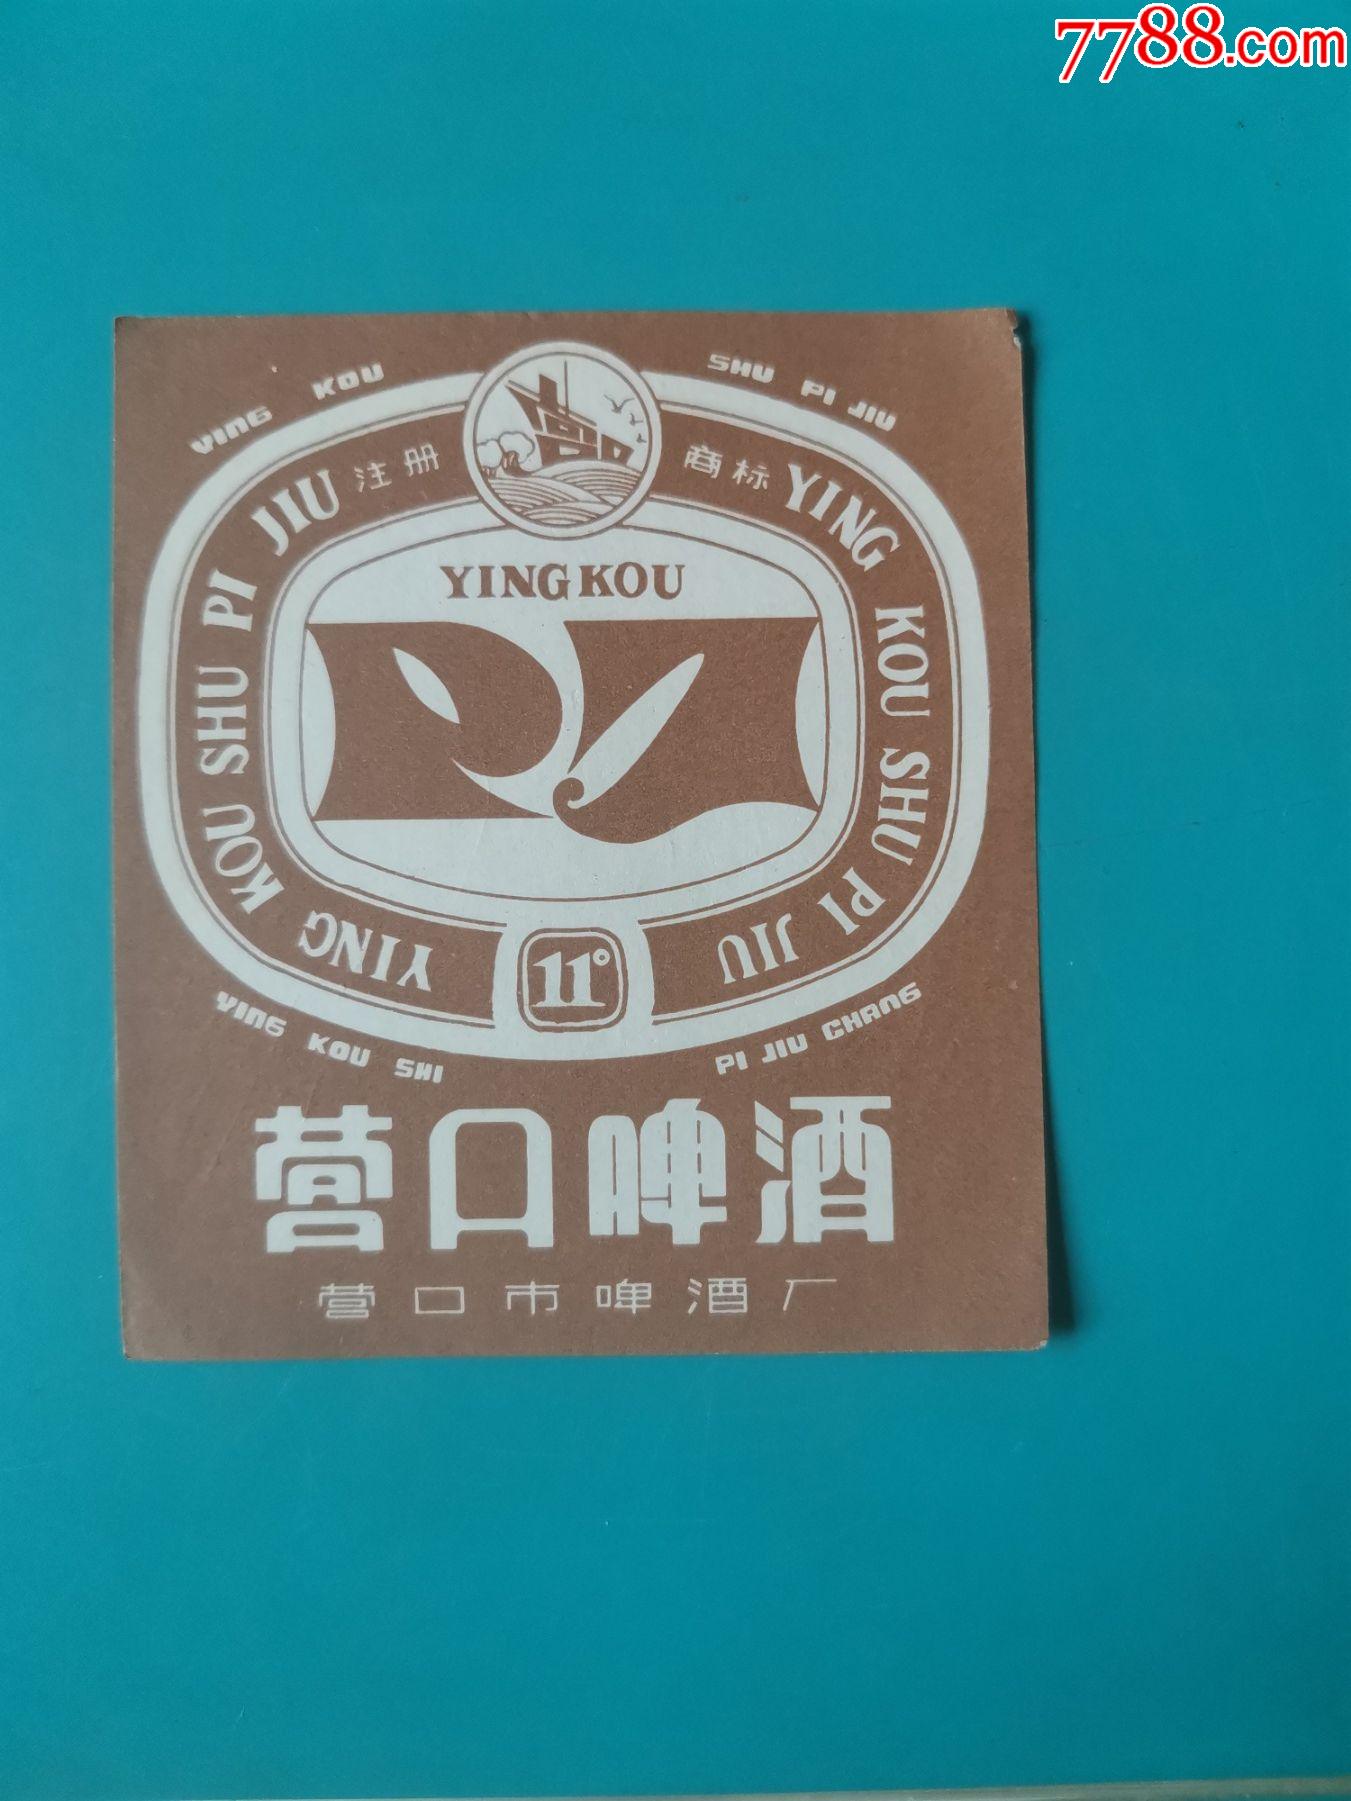 7788.com
YING KOU SHU PI JIU
注册 商标
YING KOU SHU PI JIU
YING KOU SHU PI JIU
YINGKOU
11°
YING KOU SHI PI JIU CHANG
营口啤酒
营口市啤酒厂